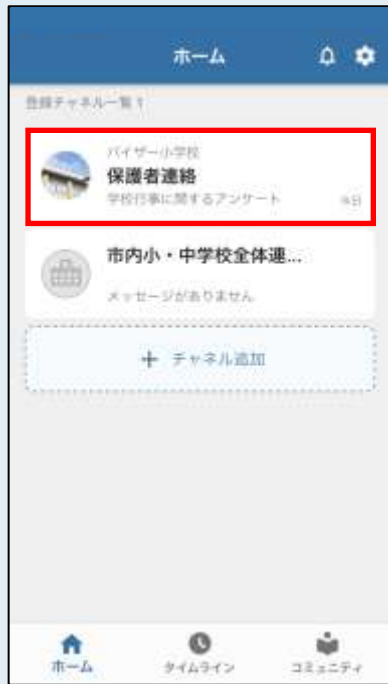 ホーム
登録チャネル一覧 1
バイザー小学校
保護者連絡
学校行事に関するアンケート 今日
市内小・中学校全体連...
メッセージがありません
+ チャネル追加
ホーム タイムライン コミュニティ